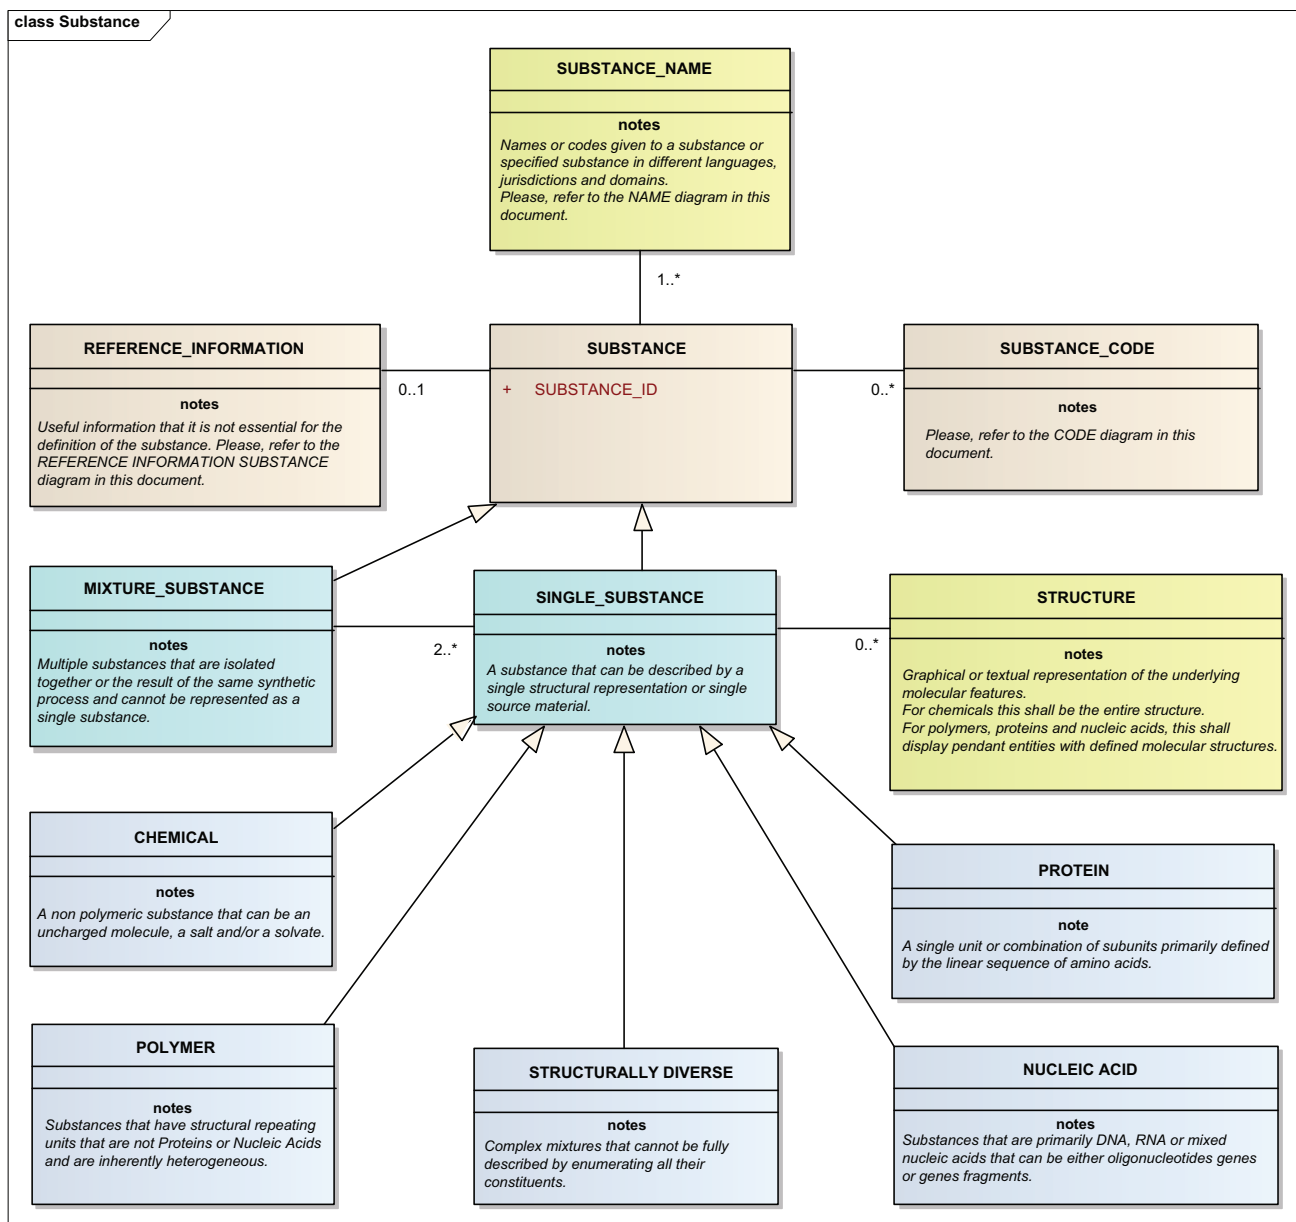 class Substance
SUBSTANCE_NAME
notes
Names or codes given to a substance or
specified substance in different languages,
jurisdictions and domains.
Please, refer to the NAME diagram in this
document.
1..*
REFERENCE_INFORMATION
notes
Useful information that it is not essential for the
definition of the substance. Please, refer to the
REFERENCE INFORMATION SUBSTANCE
diagram in this document.
0..1
SUBSTANCE
+ SUBSTANCE_ID
0..*
SUBSTANCE_CODE
notes
Please, refer to the CODE diagram in this
document.
MIXTURE_SUBSTANCE
notes
Multiple substances that are isolated
together or the result of the same synthetic
process and cannot be represented as a
single substance.
2..*
SINGLE_SUBSTANCE
notes
A substance that can be described by a
single structural representation or single
source material.
0..*
STRUCTURE
notes
Graphical or textual representation of the underlying
molecular features.
For chemicals this shall be the entire structure.
For polymers, proteins and nucleic acids, this shall
display pendant entities with defined molecular structures.
CHEMICAL
notes
A non polymeric substance that can be an
uncharged molecule, a salt and/or a solvate.
PROTEIN
note
A single unit or combination of subunits primarily defined
by the linear sequence of amino acids.
POLYMER
notes
Substances that have structural repeating
units that are not Proteins or Nucleic Acids
and are inherently heterogeneous.
STRUCTURALLY DIVERSE
notes
Complex mixtures that cannot be fully
described by enumerating all their
constituents.
NUCLEIC ACID
notes
Substances that are primarily DNA, RNA or mixed
nucleic acids that can be either oligonucleotides genes
or genes fragments.